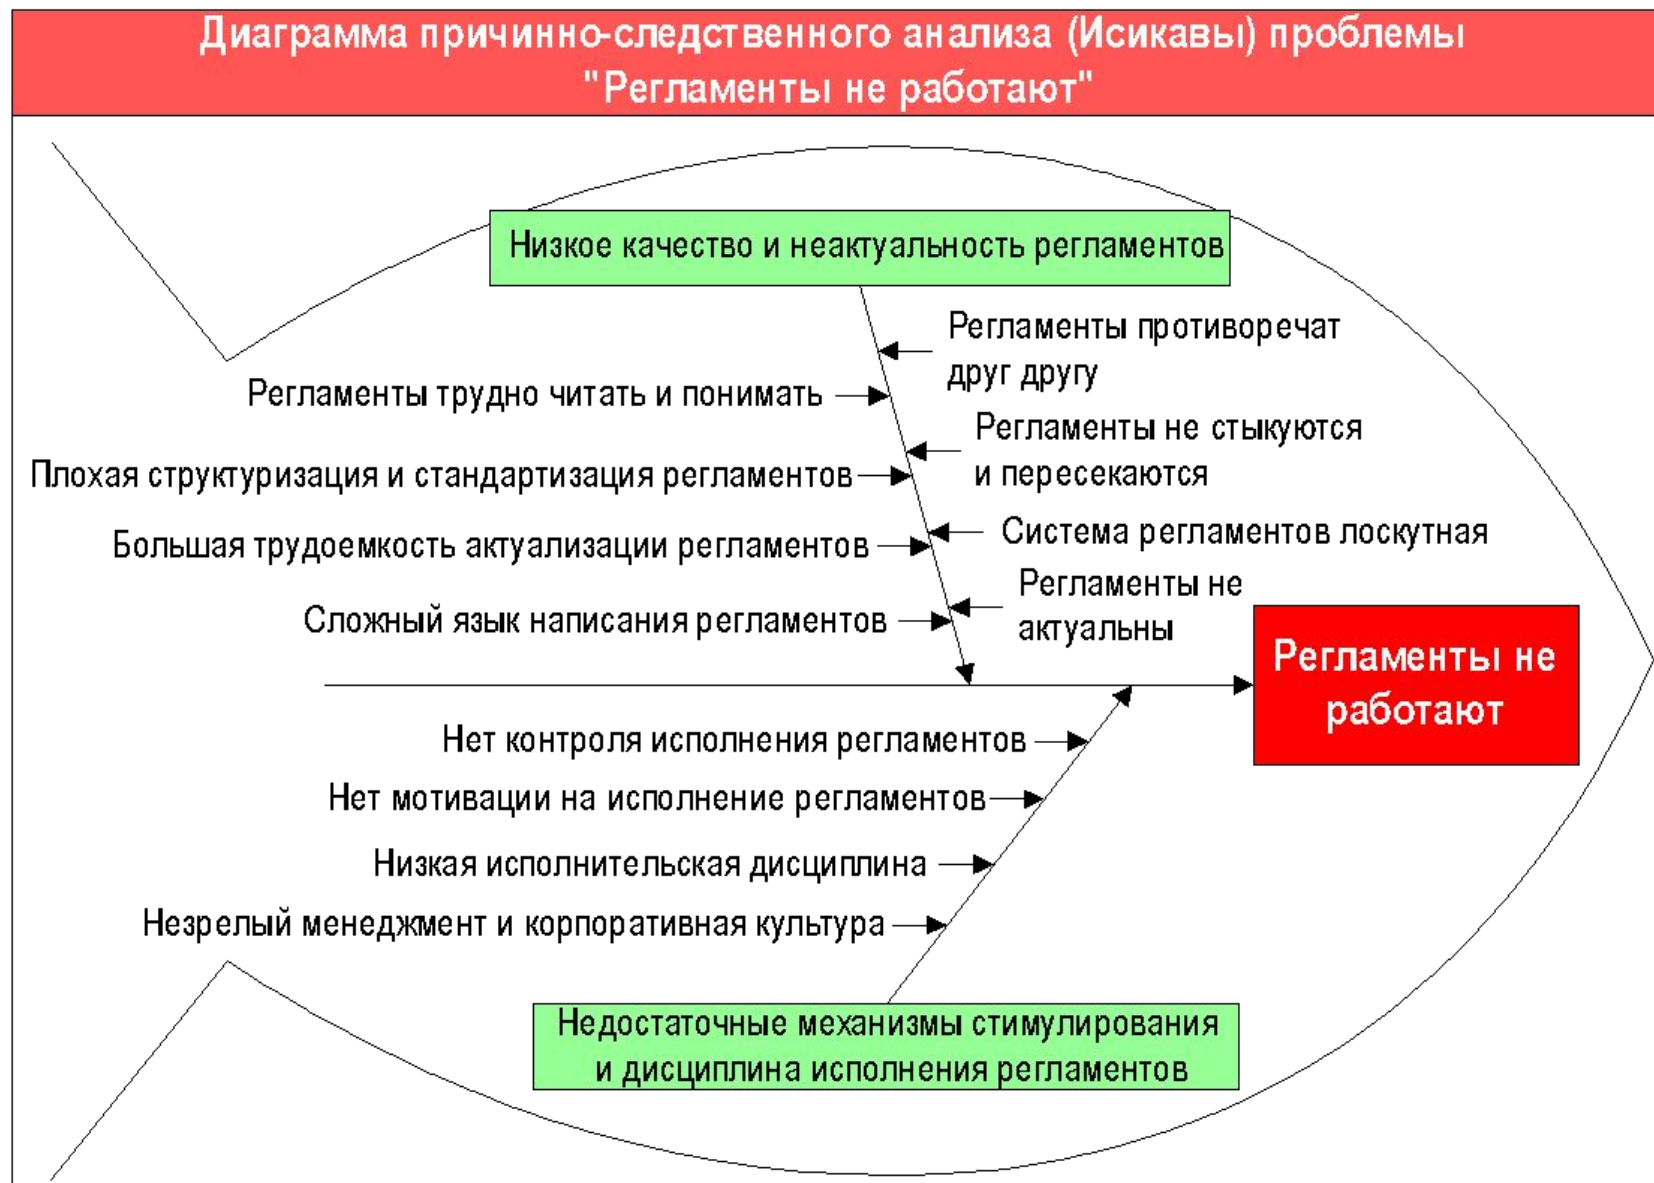 Диаграмма причинно-следственного анализа (Исикавы) проблемы
"Регламенты не работают"
Низкое качество и неактуальность регламентов
Регламенты противоречат
друг другу
Регламенты трудно читать и понимать
Регламенты не стыкуются
и пересекаются
Плохая структуризация и стандартизация регламентов
Система регламентов лоскутная
Большая трудоемкость актуализации регламентов
Регламенты не
актуальны
Сложный язык написания регламентов
Регламенты не
работают
Нет контроля исполнения регламентов
Нет мотивации на исполнение регламентов
Низкая исполнительская дисциплина
Незрелый менеджмент и корпоративная культура
Недостаточные механизмы стимулирования
и дисциплина исполнения регламентов